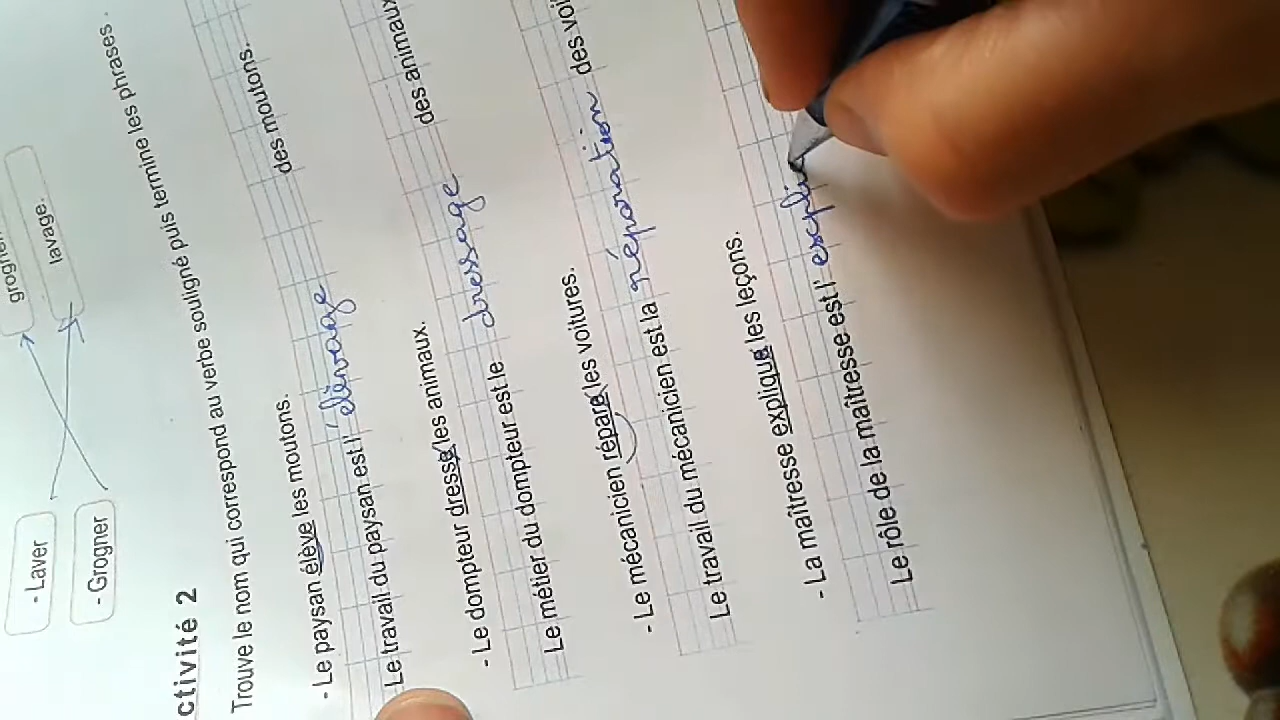 grogne
lavage.
- Laver
- Grogner
ctivité 2
Trouve le nom qui correspond au verbe souligné puis termine les phrases .
- Le paysan élève les moutons.
Le travail du paysan est l' élevage des moutons.
- Le dompteur dresse les animaux.
Le métier du dompteur est le dressage des animaux
- Le mécanicien répare les voitures.
Le travail du mécanicien est la réparation des voi
- La maîtresse explique les leçons.
Le rôle de la maîtresse est l' expli